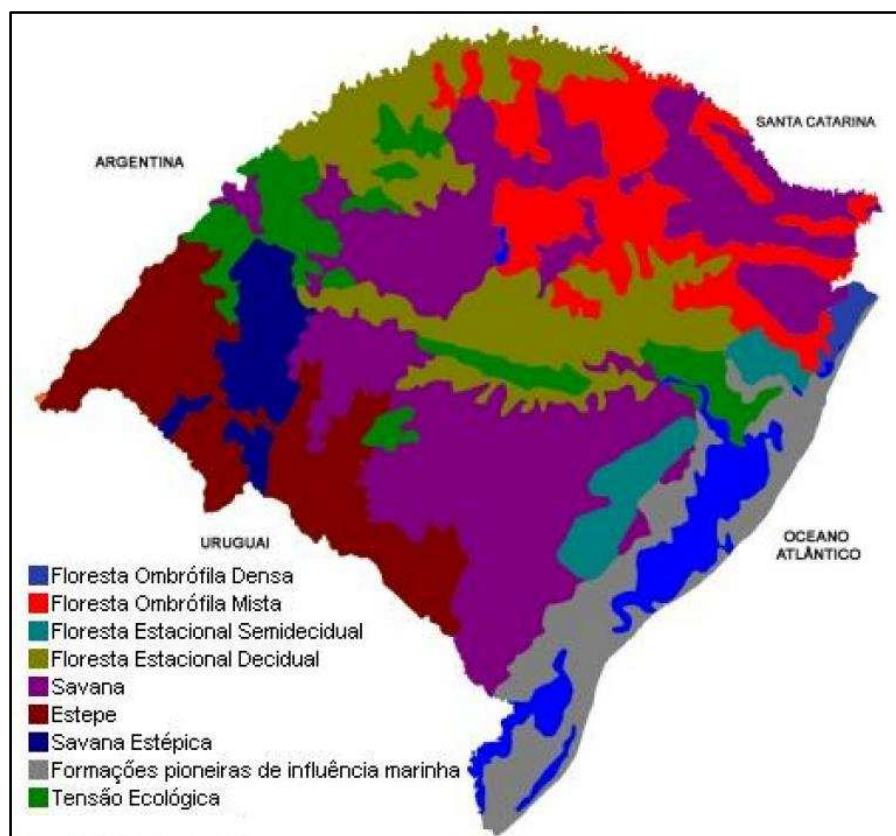 SANTA CATARINA
ARGENTINA
URUGUAI
OCEANO
ATLÂNTICO
Floresta Ombrófila Densa
Floresta Ombrófila Mista
Floresta Estacional Semidecidual
Floresta Estacional Decidual
Savana
Estepe
Savana Estépica
Formações pioneiras de influência marinha
Tensão Ecológica